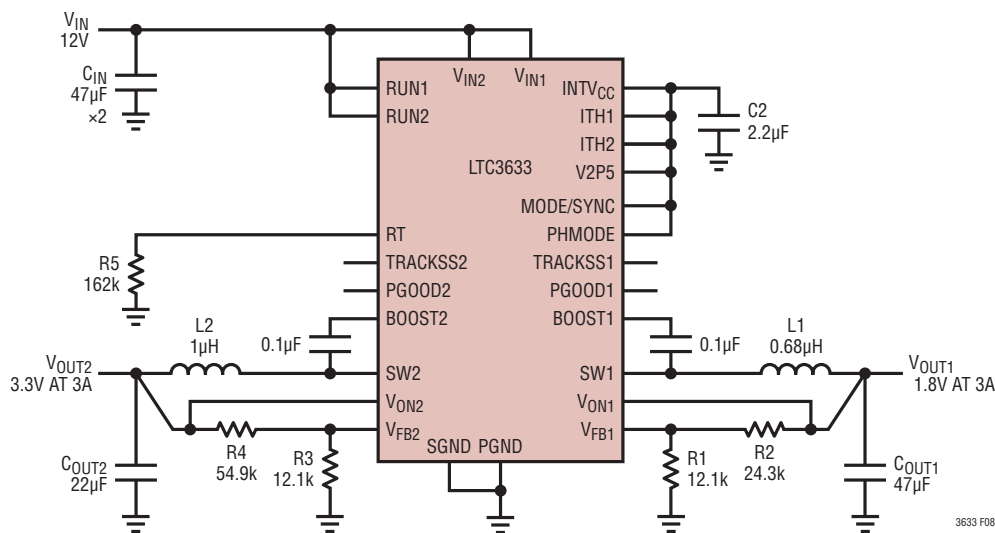 VIN
12V
CIN
47µF
×2
VIN2
VIN1
RUN1
RUN2
LTC3633
INTVCC
ITH1
ITH2
V2P5
MODE/SYNC
PHMODE
C2
2.2µF
RT
R5
162k
TRACKSS2
PGOOD2
BOOST2
TRACKSS1
PGOOD1
BOOST1
L2
1µH
0.1µF
0.1µF
L1
0.68µH
VOUT2
3.3V AT 3A
SW2
SW1
VOUT1
1.8V AT 3A
VON2
VON1
VFB2
VFB1
SGND
PGND
R4
54.9k
R3
12.1k
R1
12.1k
R2
24.3k
COUT2
22µF
COUT1
47µF
3633 F08